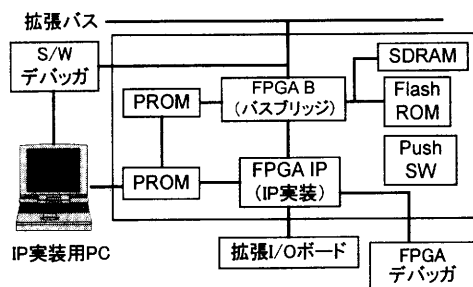 拡張バス
S/W
デバッガ
SDRAM
FPGA B
(バスブリッジ)
PROM
Flash
ROM
Push
SW
FPGA IP
(IP実装)
PROM
IP実装用PC
拡張I/Oボード
FPGA
デバッガ